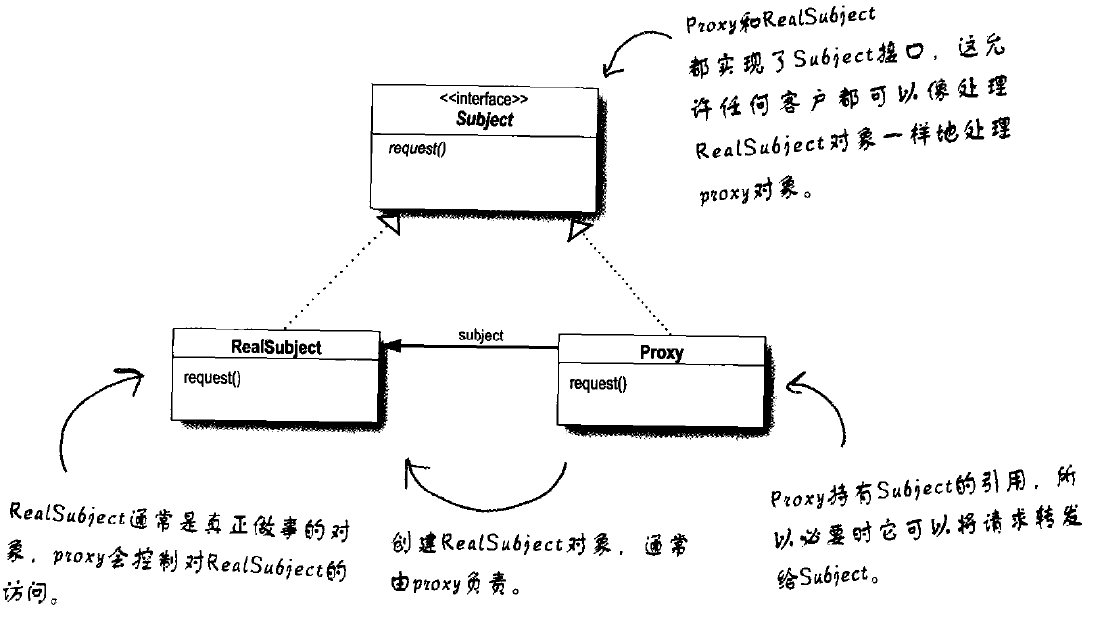 Proxy和RealSubject
都实现了Subject接口，这允
许任何客户都可以像处理
RealSubject对象一样地处理
proxy对象。
<<interface>>
Subject
request()
RealSubject
request()
subject
Proxy
request()
RealSubject通常是真正做事的对
象，proxy会控制对RealSubject的
访问。
创建RealSubject对象，通常
由proxy负责。
Proxy持有Subject的引用，所
以必要时它可以将请求转发
给Subject。